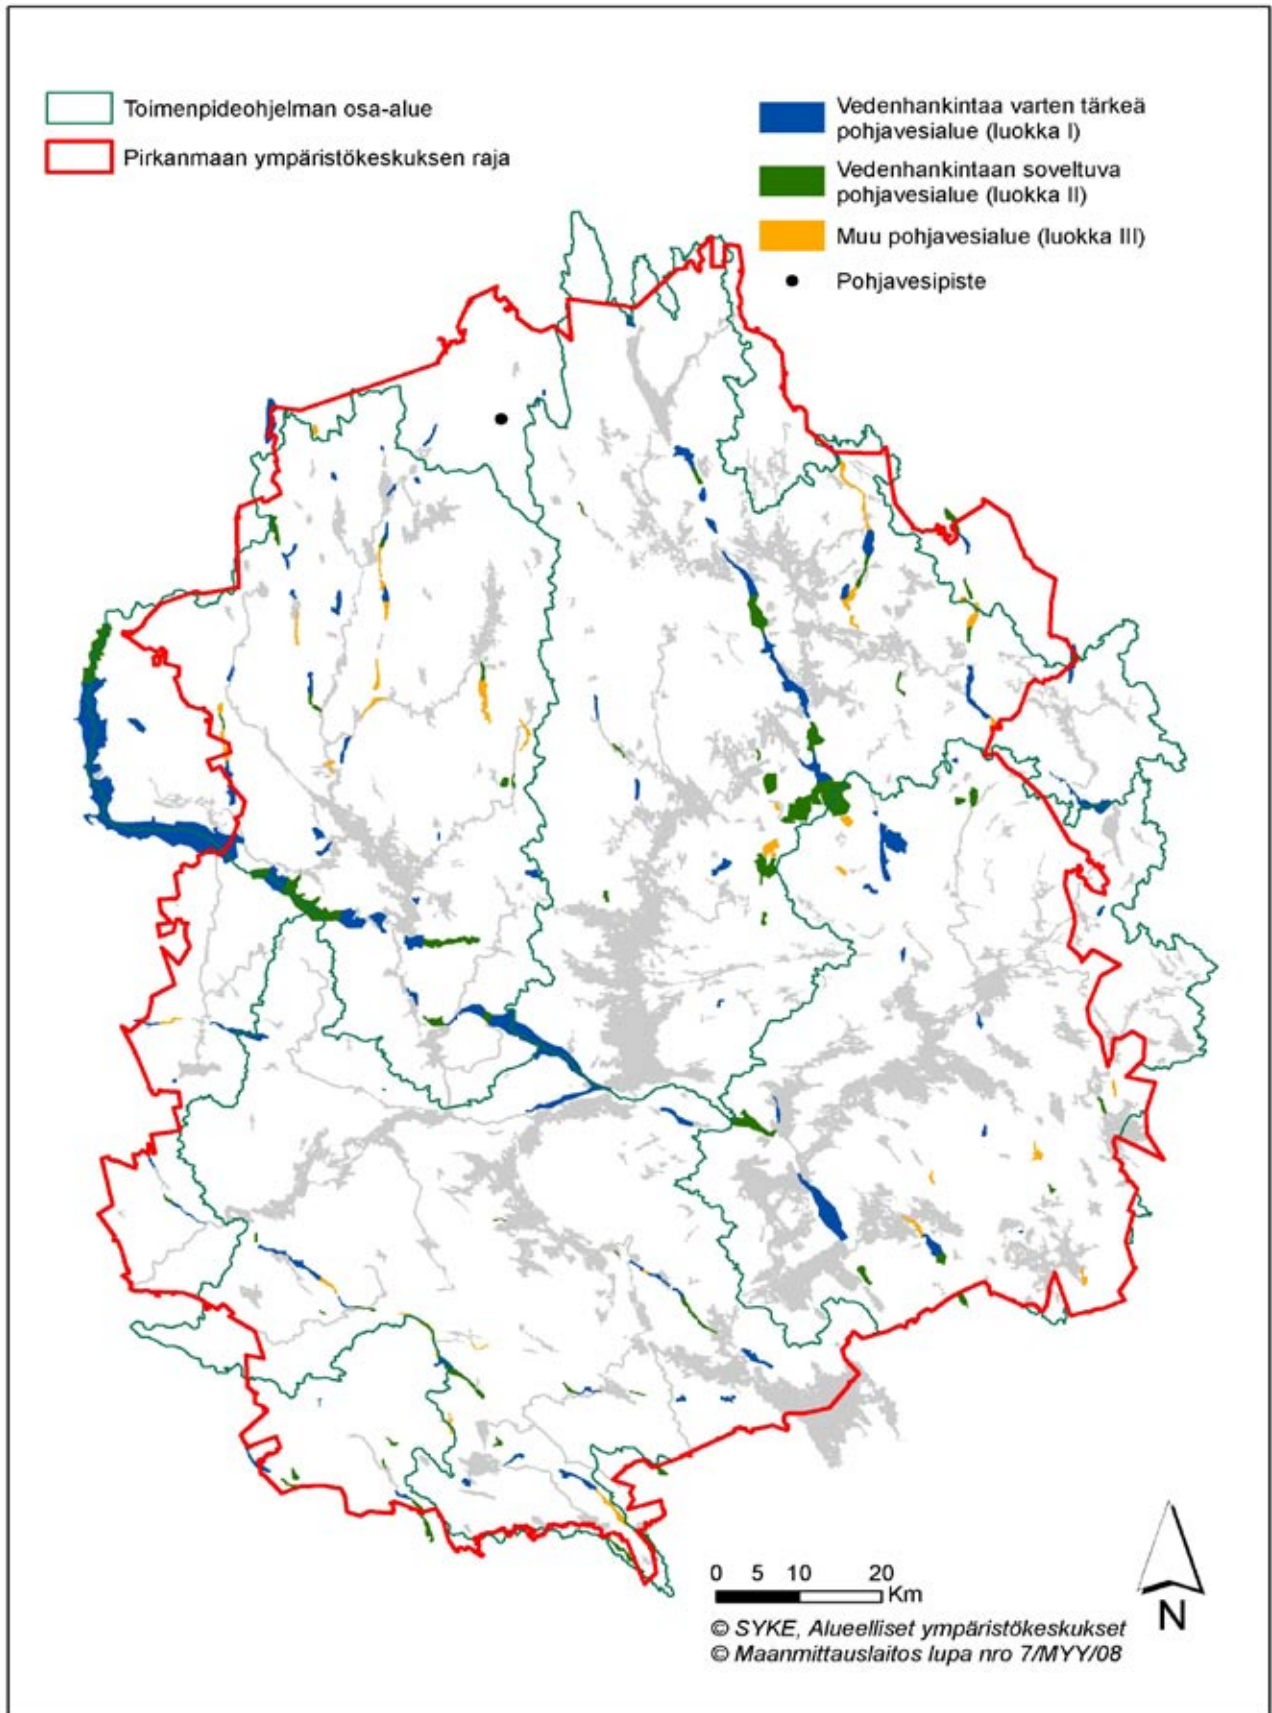 Toimenpideohjelman osa-alue
Pirkanmaan ympäristökeskuksen raja
Vedenhankintaa varten tärkeä
pohjavesialue (luokka I)
Vedenhankintaan soveltuva
pohjavesialue (luokka II)
Muu pohjavesialue (luokka III)
Pohjavesipiste
0 5 10 20
Km
N
© SYKE, Alueelliset ympäristökeskukset
© Maanmittauslaitos lupa nro 7/MYY/08